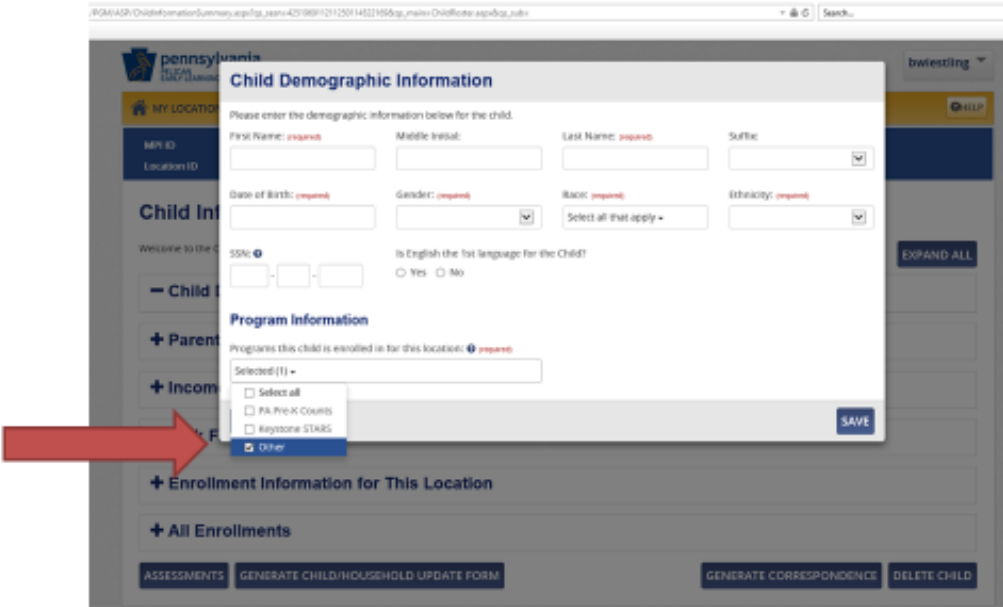 Search...
pennsylvania
PELICAN
EARLY LEARNING
bwiestling
MY LOCATION
HELP
MPI ID
Location ID
Child Demographic Information
Please enter the demographic information below for the child.
First Name: (required) Middle Initial: Last Name: (required) Suffix:
Date of Birth: (required) Gender: (required) Race: (required) Ethnicity: (required)
Select all that apply
SSN: Is English the 1st language for the Child?
- - Yes No
Program Information
Programs this child is enrolled in for this location: (required)
Selected (1)
Select all
PA Pre-K Counts
Keystone STARS
Other
SAVE
Child Inf
Welcome to the C
EXPAND ALL
Child
Parent
Incom
Enrollment Information for This Location
All Enrollments
ASSESSMENTS GENERATE CHILD/HOUSEHOLD UPDATE FORM GENERATE CORRESPONDENCE DELETE CHILD